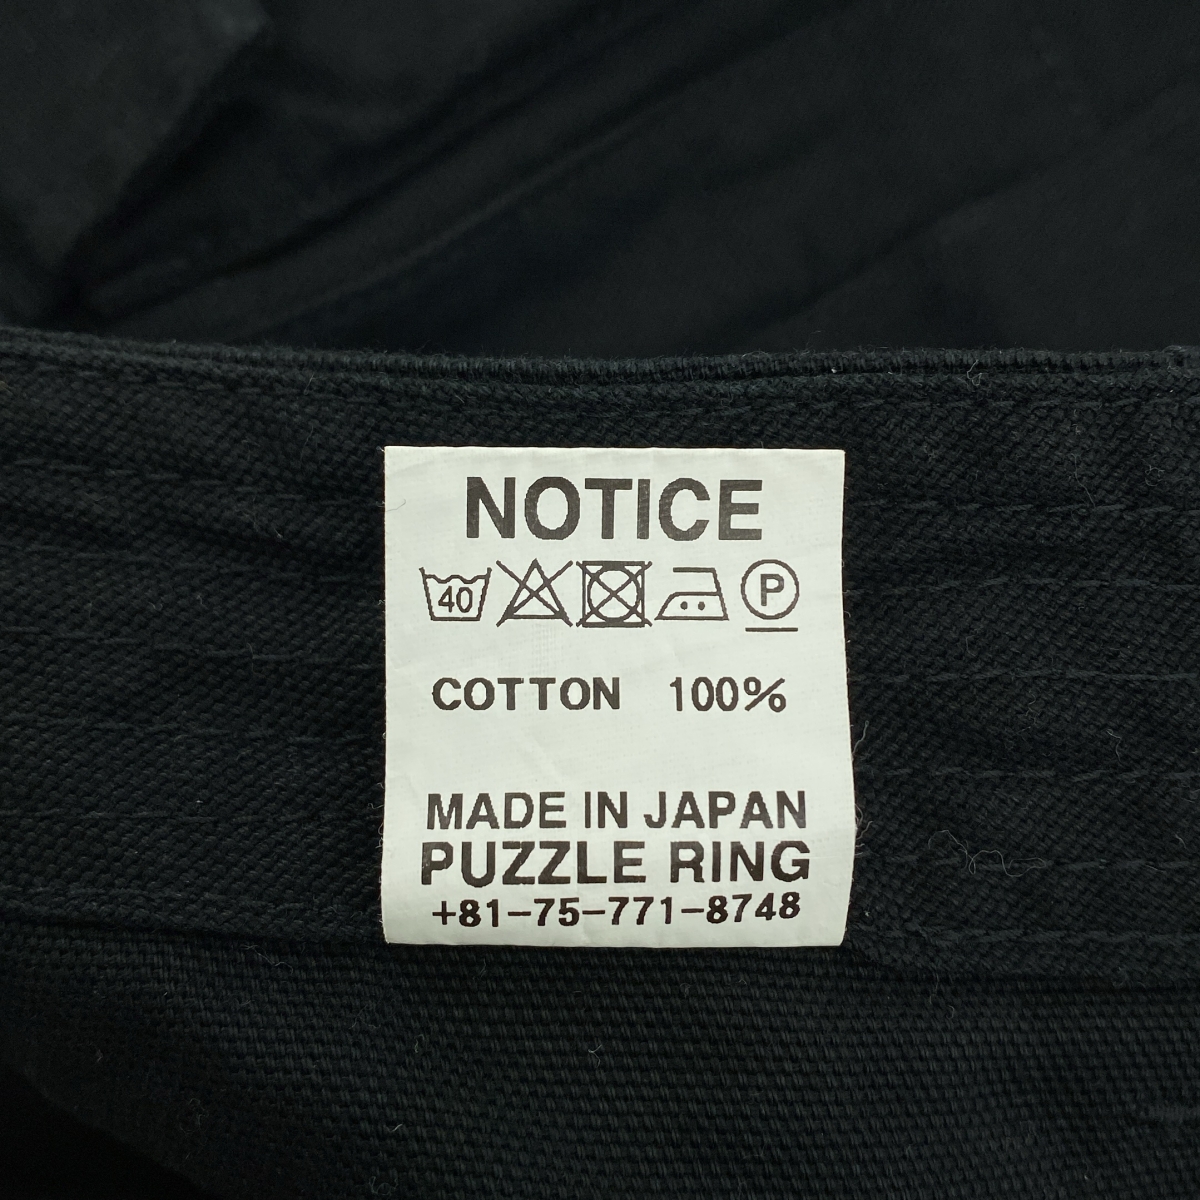 NOTICE
40 P
COTTON 100%
MADE IN JAPAN
PUZZLE RING
+81-75-771-8748